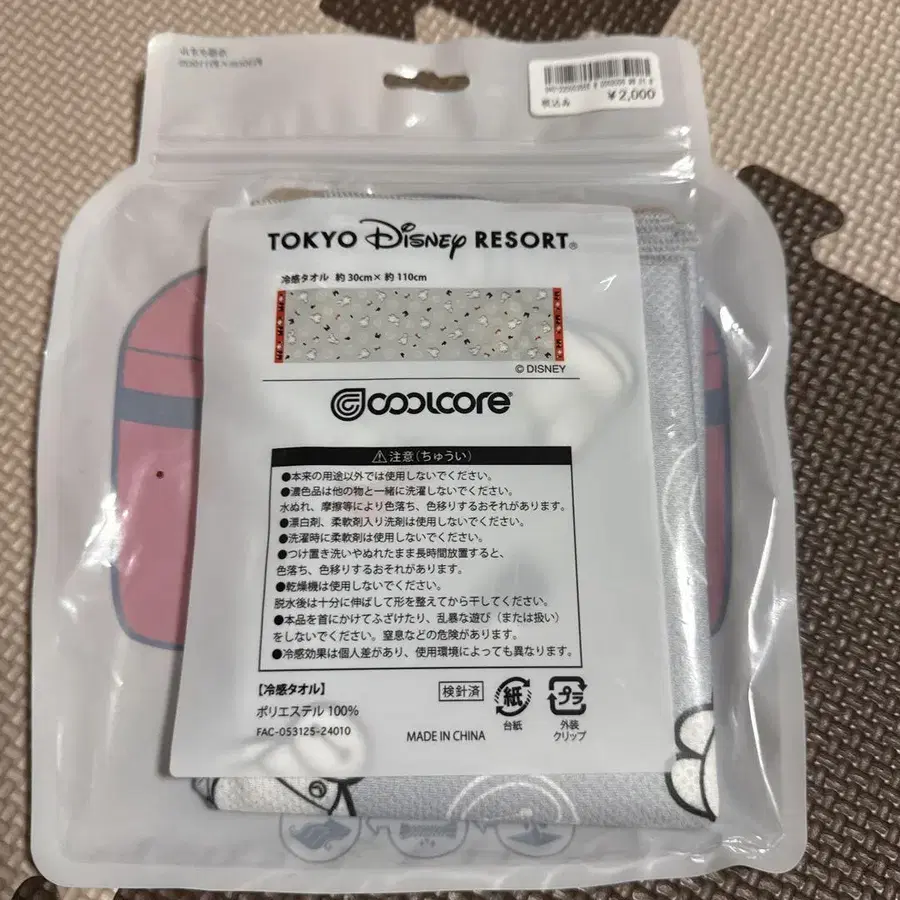 税込み ¥2,000
TOKYO Disney RESORT®
冷感タオル 約30cm×約110cm
© DISNEY
COOLCORE®
⚠注意(ちゅうい)
●本来の用途以外では使用しないでください。
●濃色品は他の物と一緒に洗濯しないでください。
水ぬれ、摩擦等により色落ち、色移りするおそれがあります。
●漂白剤、柔軟剤入り洗剤は使用しないでください。
●洗濯時に柔軟剤は使用しないでください。
●つけ置き洗いやぬれたまま長時間放置すると、
色落ち、色移りするおそれがあります。
●乾燥機は使用しないでください。
脱水後は十分に伸ばして形を整えてから干してください。
●本品を首にかけてふざけたり、乱暴な遊び(または扱い)
をしないでください。窒息などの危険があります。
●冷感効果は個人差があり、使用環境によっても異なります。
【冷感タオル】
ポリエステル 100%
FAC-053125-24010
検針済
紙
台紙
プラ
外装
クリップ
MADE IN CHINA